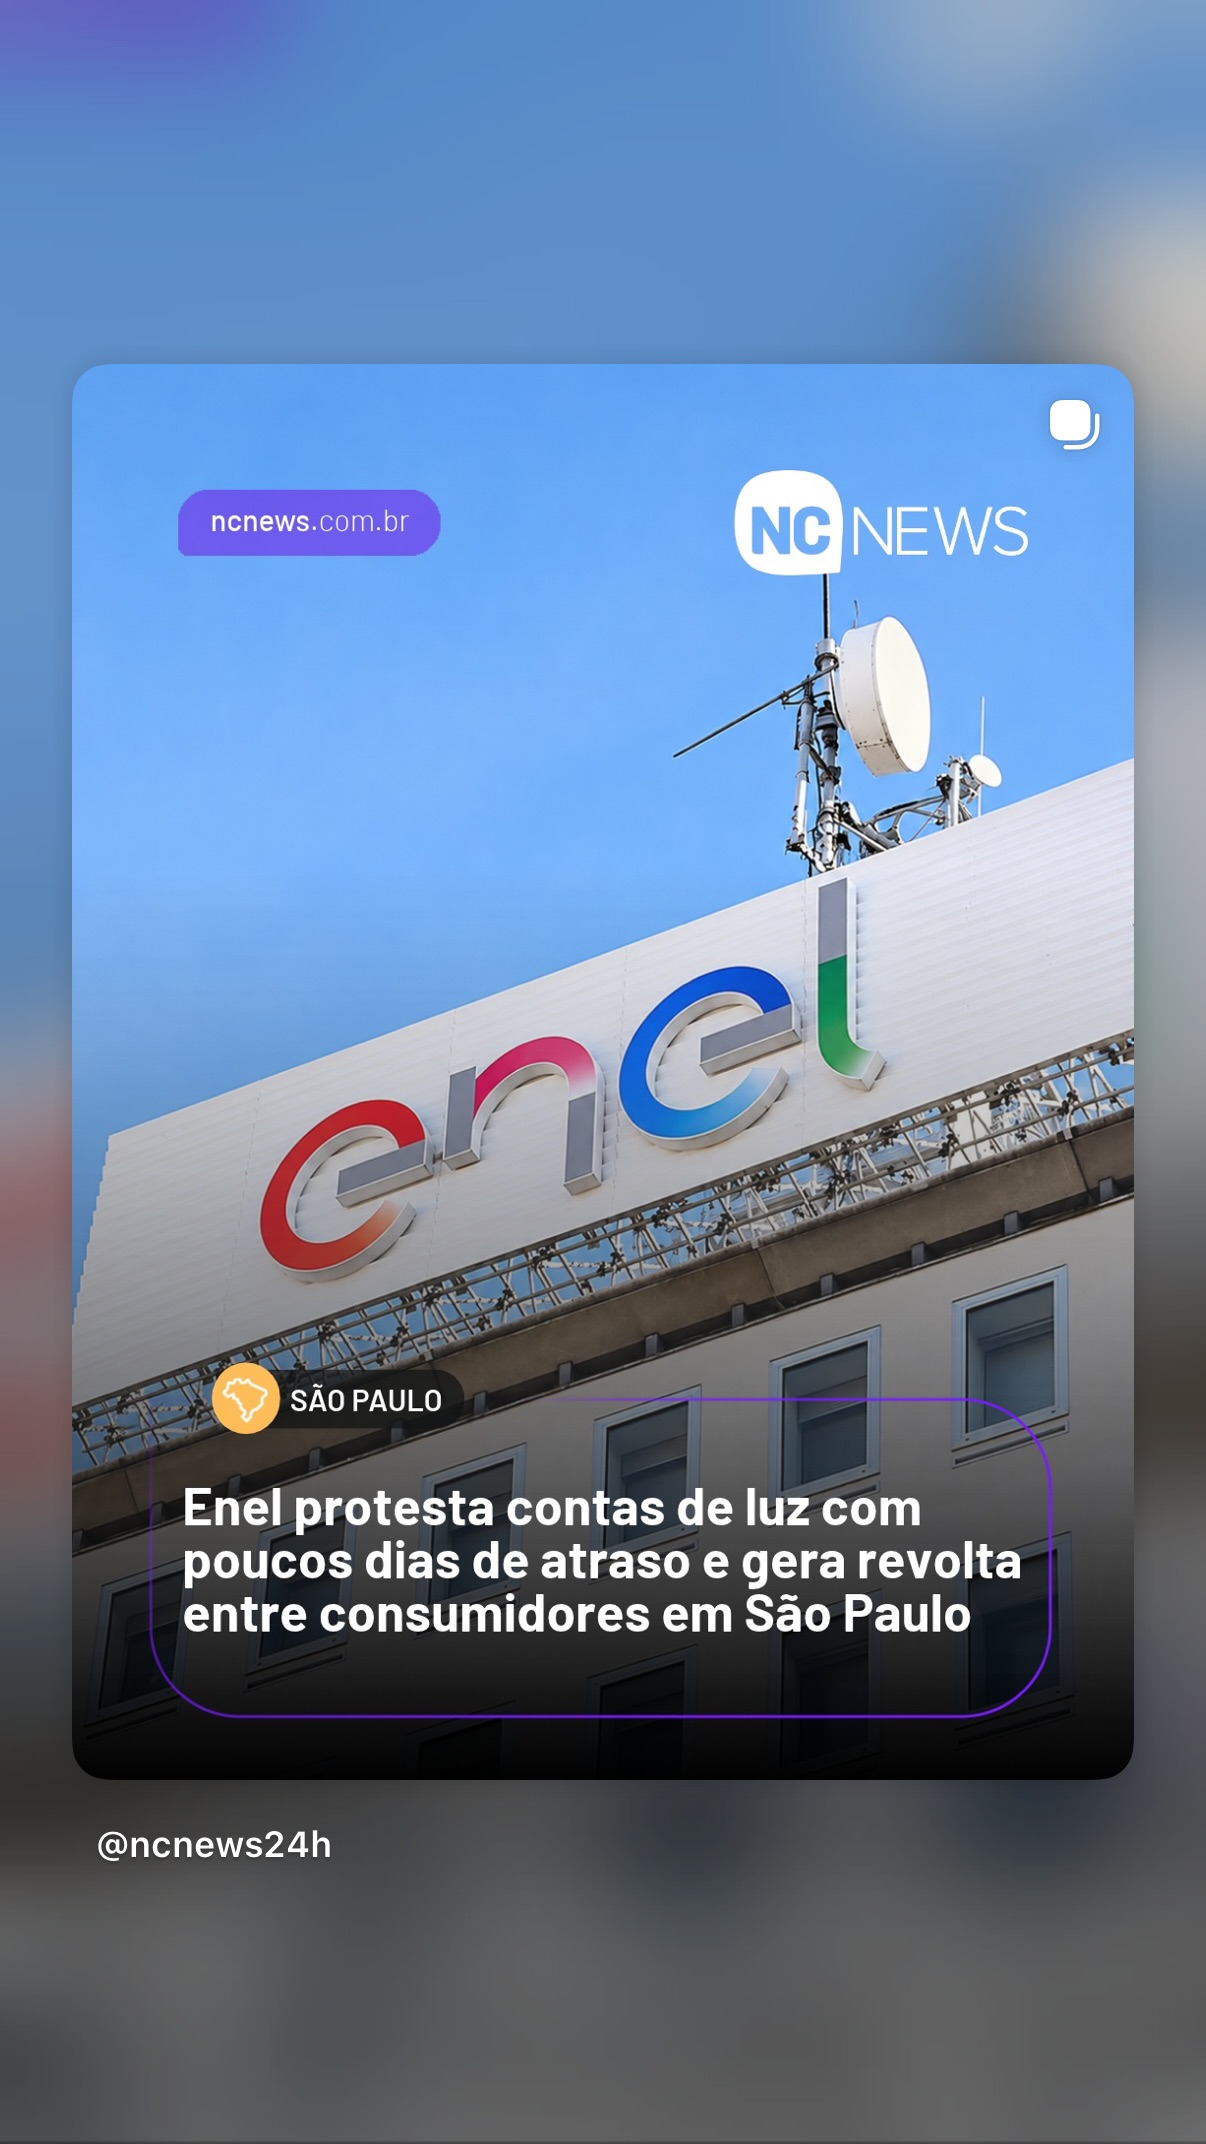 ncnews.com.br
NC NEWS
enel
SÃO PAULO
Enel protesta contas de luz com
poucos dias de atraso e gera revolta
entre consumidores em São Paulo
@ncnews24h